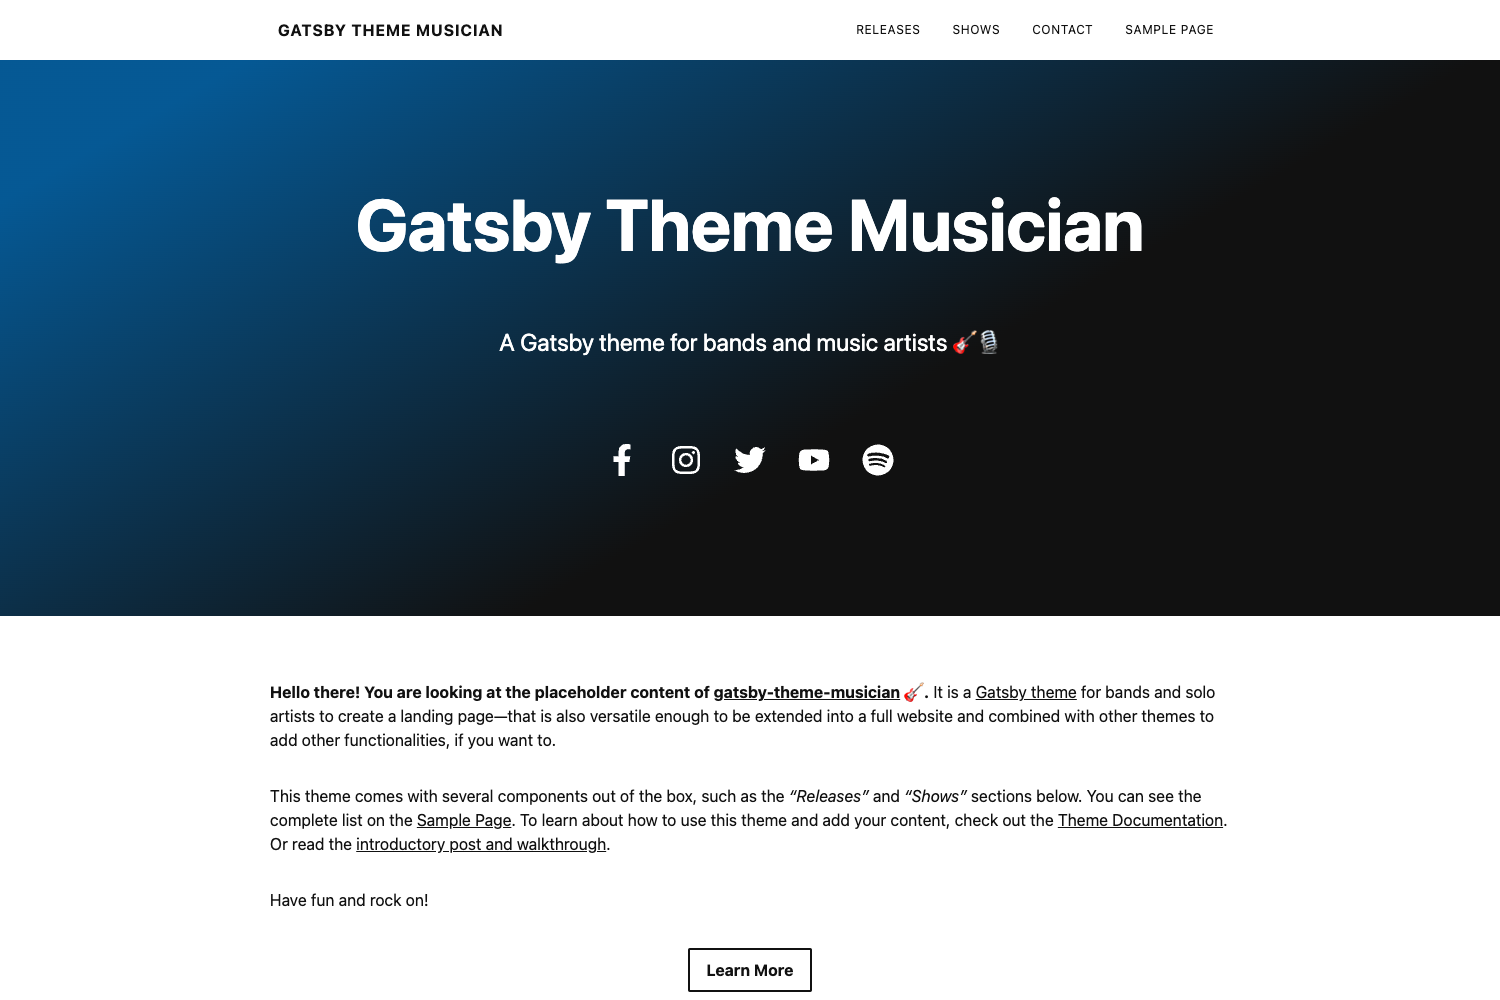 GATSBY THEME MUSICIAN
RELEASES SHOWS CONTACT SAMPLE PAGE
Gatsby Theme Musician
A Gatsby theme for bands and music artists 🎸🎙
Hello there! You are looking at the placeholder content of gatsby-theme-musician 🎸. It is a Gatsby theme for bands and solo
artists to create a landing page—that is also versatile enough to be extended into a full website and combined with other themes to
add other functionalities, if you want to.
This theme comes with several components out of the box, such as the “Releases” and “Shows” sections below. You can see the
complete list on the Sample Page. To learn about how to use this theme and add your content, check out the Theme Documentation.
Or read the introductory post and walkthrough.
Have fun and rock on!
Learn More